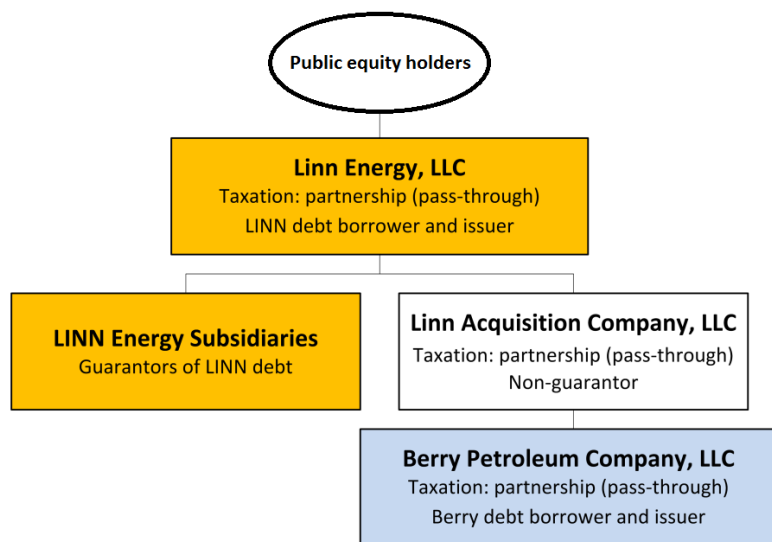 Public equity holders
Linn Energy, LLC
Taxation: partnership (pass-through)
LINN debt borrower and issuer
LINN Energy Subsidiaries
Guarantors of LINN debt
Linn Acquisition Company, LLC
Taxation: partnership (pass-through)
Non-guarantor
Berry Petroleum Company, LLC
Taxation: partnership (pass-through)
Berry debt borrower and issuer